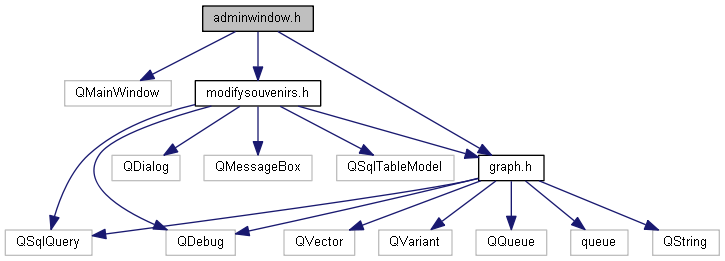 adminwindow.h
QMainWindow
modifysouvenirs.h
QDialog
QMessageBox
QSqlTableModel
graph.h
QSqlQuery
QDebug
QVector
QVariant
QQueue
queue
QString